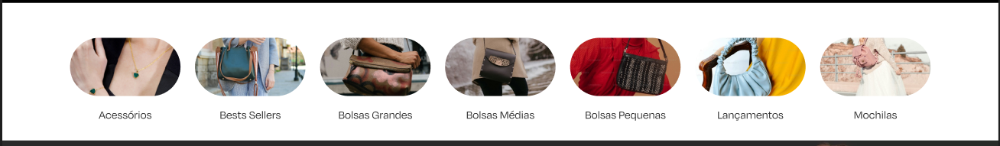 Acessórios
Bests Sellers
Bolsas Grandes
Bolsas Médias
Bolsas Pequenas
Lançamentos
Mochilas